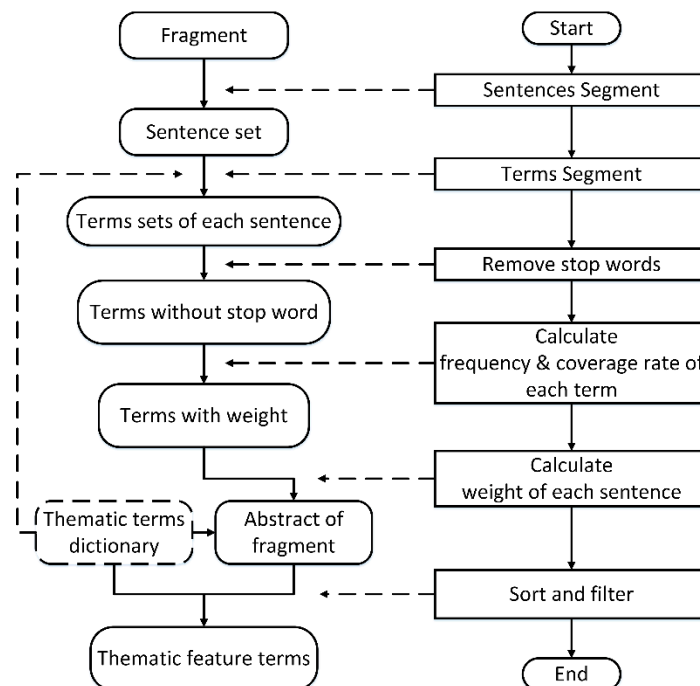 Fragment
Start
Sentences Segment
Sentence set
Terms Segment
Terms sets of each sentence
Remove stop words
Terms without stop word
Calculate
frequency & coverage rate of
each term
Terms with weight
Calculate
weight of each sentence
Thematic terms
dictionary
Abstract of
fragment
Sort and filter
Thematic feature terms
End